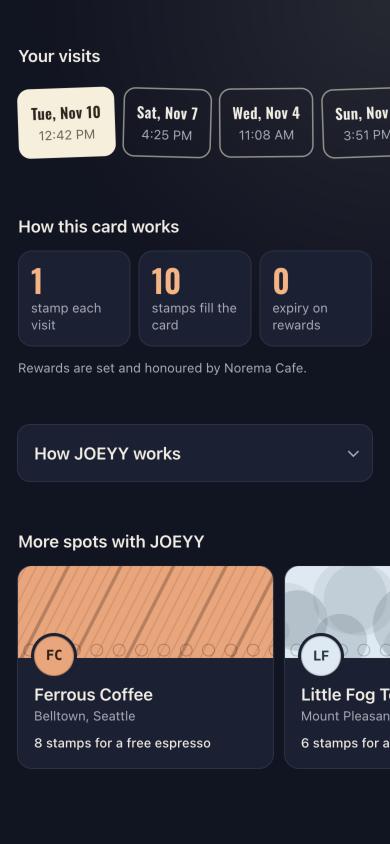 Your visits
Tue, Nov 10
12:42 PM
Sat, Nov 7
4:25 PM
Wed, Nov 4
11:08 AM
Sun, Nov
3:51 PM
How this card works
1
stamp each
visit
10
stamps fill the
card
0
expiry on
rewards
Rewards are set and honoured by Norema Cafe.
How JOEYY works
More spots with JOEYY
FC
Ferrous Coffee
Belltown, Seattle
8 stamps for a free espresso
LF
Little Fog
Mount Pleasan
6 stamps for a